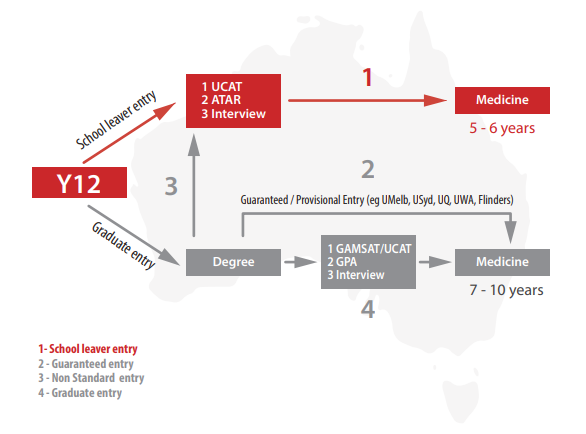 School leaver entry
1 UCAT
2 ATAR
3 Interview
1
Medicine
5 - 6 years
Y12
3
2
Guaranteed / Provisional Entry (eg UMelb, USyd, UQ, UWA, Flinders)
Graduate entry
Degree
1 GAMSAT/UCAT
2 GPA
3 Interview
Medicine
7 - 10 years
4
1- School leaver entry
2 - Guaranteed entry
3 - Non Standard entry
4 - Graduate entry